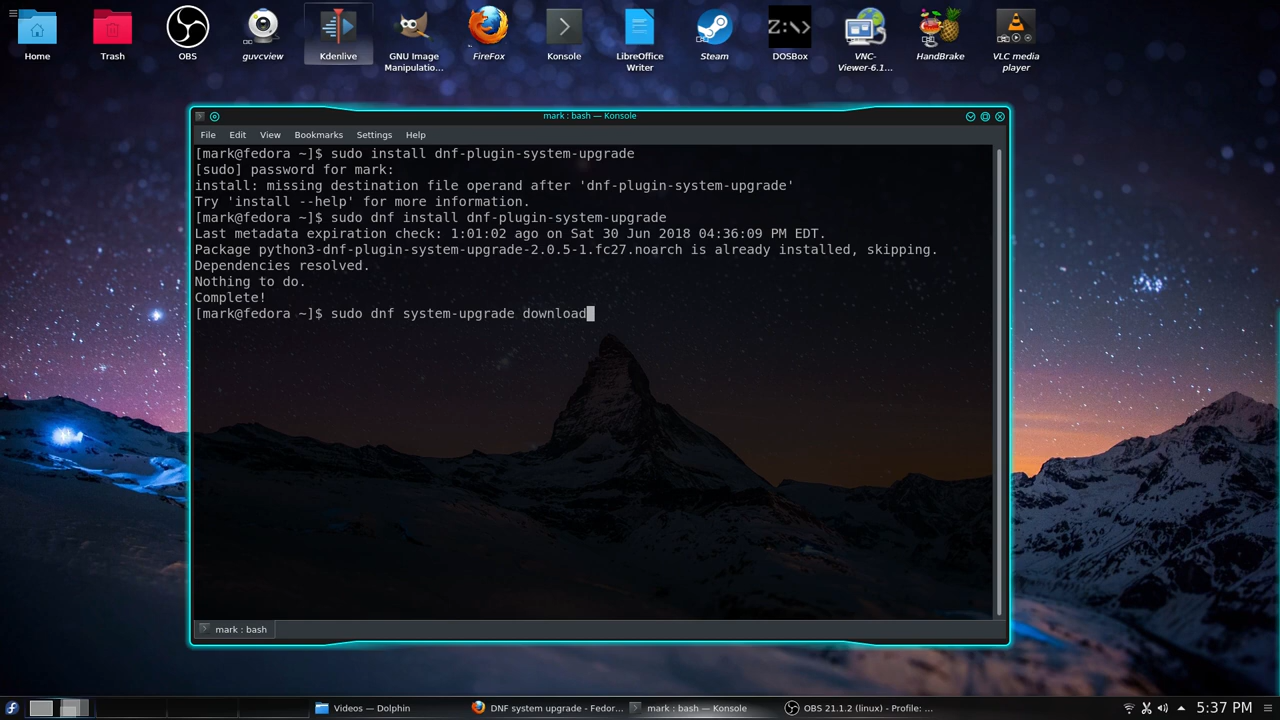 Home
Trash
OBS
guvcview
Kdenlive
GNU Image
Manipulatio...
FireFox
Konsole
LibreOffice
Writer
Steam
Z:\>
DOSBox
VNC-
Viewer-6.1...
HandBrake
VLC media
player
mark : bash — Konsole
File Edit View Bookmarks Settings Help
[mark@fedora ~]$ sudo install dnf-plugin-system-upgrade
[sudo] password for mark:
install: missing destination file operand after 'dnf-plugin-system-upgrade'
Try 'install --help' for more information.
[mark@fedora ~]$ sudo dnf install dnf-plugin-system-upgrade
Last metadata expiration check: 1:01:02 ago on Sat 30 Jun 2018 04:36:09 PM EDT.
Package python3-dnf-plugin-system-upgrade-2.0.5-1.fc27.noarch is already installed, skipping.
Dependencies resolved.
Nothing to do.
Complete!
[mark@fedora ~]$ sudo dnf system-upgrade download
mark : bash
Videos — Dolphin
DNF system upgrade - Fedor...
mark : bash — Konsole
OBS 21.1.2 (linux) - Profile: ...
5:37 PM